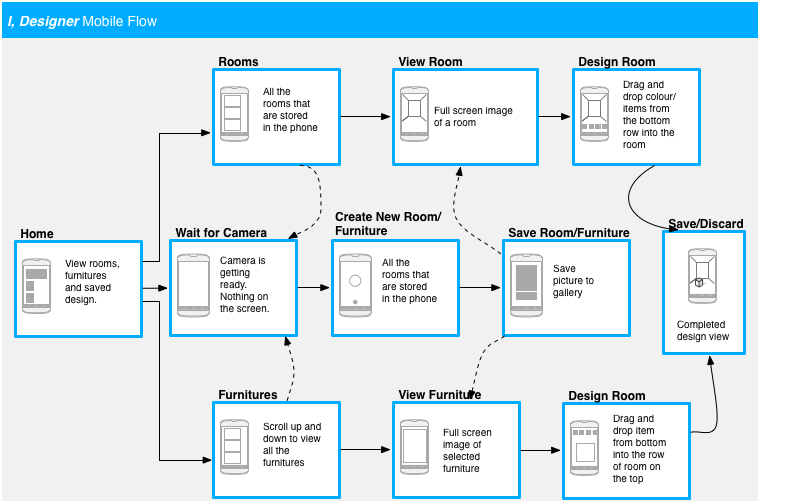 I, Designer Mobile Flow
Rooms
All the
rooms that
are stored
in the phone
View Room
Full screen image
of a room
Design Room
Drag and
drop colour/
items from
the bottom
row into the
room
Home
View rooms,
furnitures
and saved
design.
Wait for Camera
Camera is
getting
ready.
Nothing on
the screen.
Create New Room/
Furniture
All the
rooms that
are stored
in the phone
Save Room/Furniture
Save
picture to
gallery
Save/Discard
Completed
design view
Furnitures
Scroll up and
down to view
all the
furnitures
View Furniture
Full screen
image of
selected
furniture
Design Room
Drag and
drop item
from bottom
into the row
of room on
the top